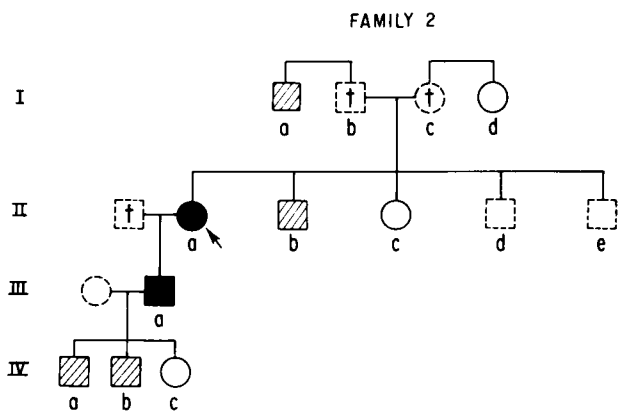 FAMILY 2
I
† †
a b c d
II
†
a b c d e
III
a
IV
a b c